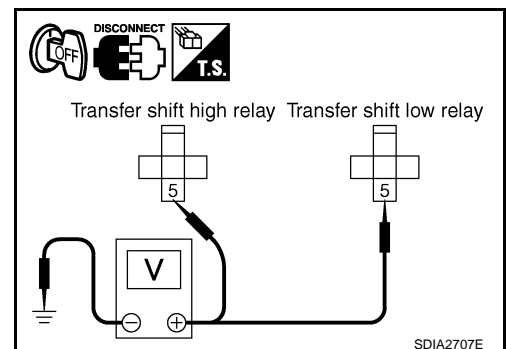 DISCONNECT
OFF
T.S.
Transfer shift high relay Transfer shift low relay
5 5
V
− +
SDIA2707E